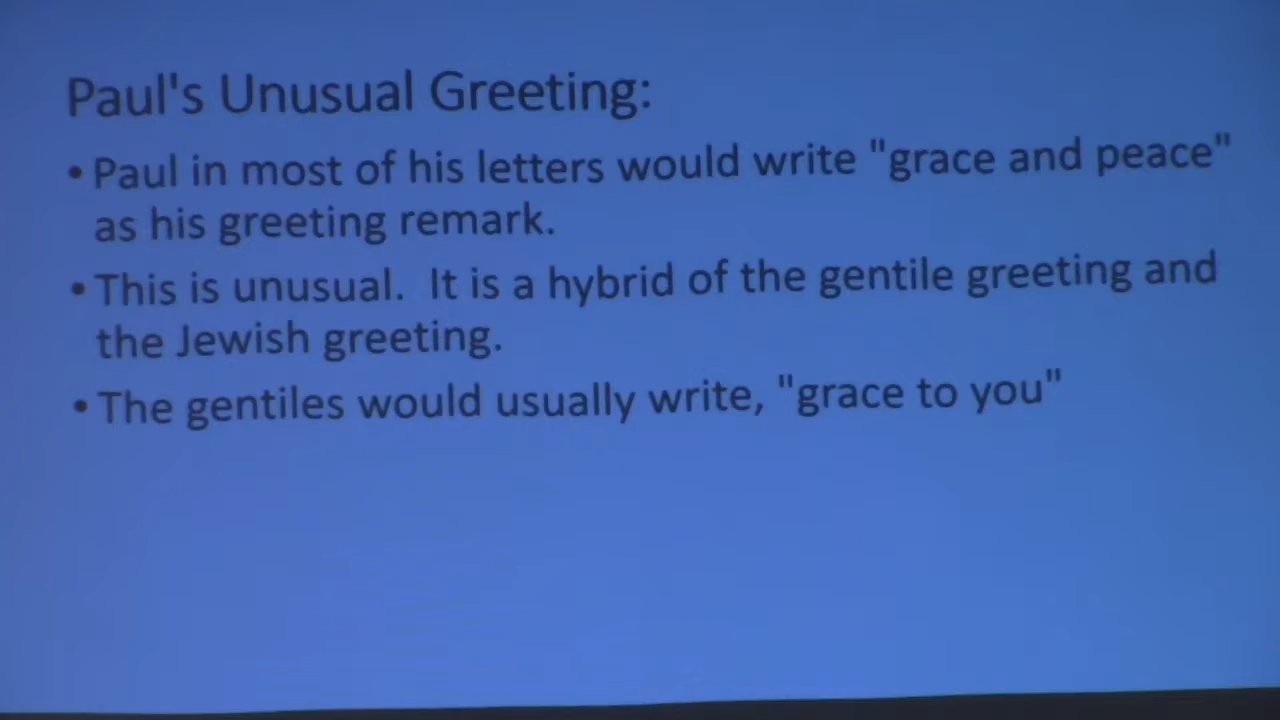 Paul's Unusual Greeting:
• Paul in most of his letters would write "grace and peace"
as his greeting remark.
• This is unusual.  It is a hybrid of the gentile greeting and
the Jewish greeting.
• The gentiles would usually write, "grace to you"